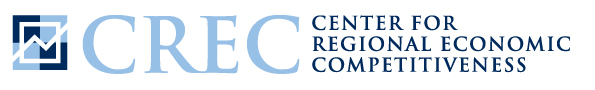 CREC
CENTER FOR
REGIONAL ECONOMIC
COMPETITIVENESS